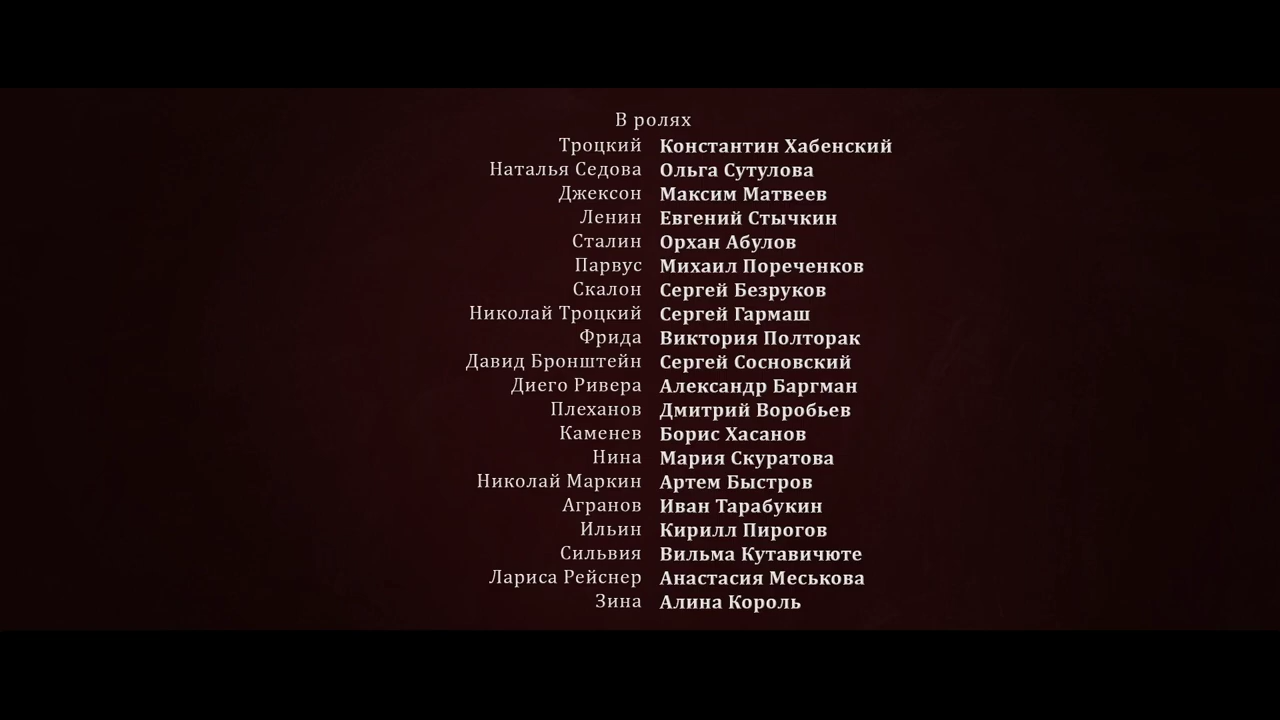 В ролях
Троцкий Константин Хабенский
Наталья Седова Ольга Сутулова
Джексон Максим Матвеев
Ленин Евгений Стычкин
Сталин Орхан Абулов
Парвус Михаил Пореченков
Скалон Сергей Безруков
Николай Троцкий Сергей Гармаш
Фрида Виктория Полторак
Давид Бронштейн Сергей Сосновский
Диего Ривера Александр Баргман
Плеханов Дмитрий Воробьев
Каменев Борис Хасанов
Нина Мария Скуратова
Николай Маркин Артем Быстров
Агранов Иван Тарабукин
Ильин Кирилл Пирогов
Сильвия Вильма Кутавичюте
Лариса Рейснер Анастасия Меськова
Зина Алина Король